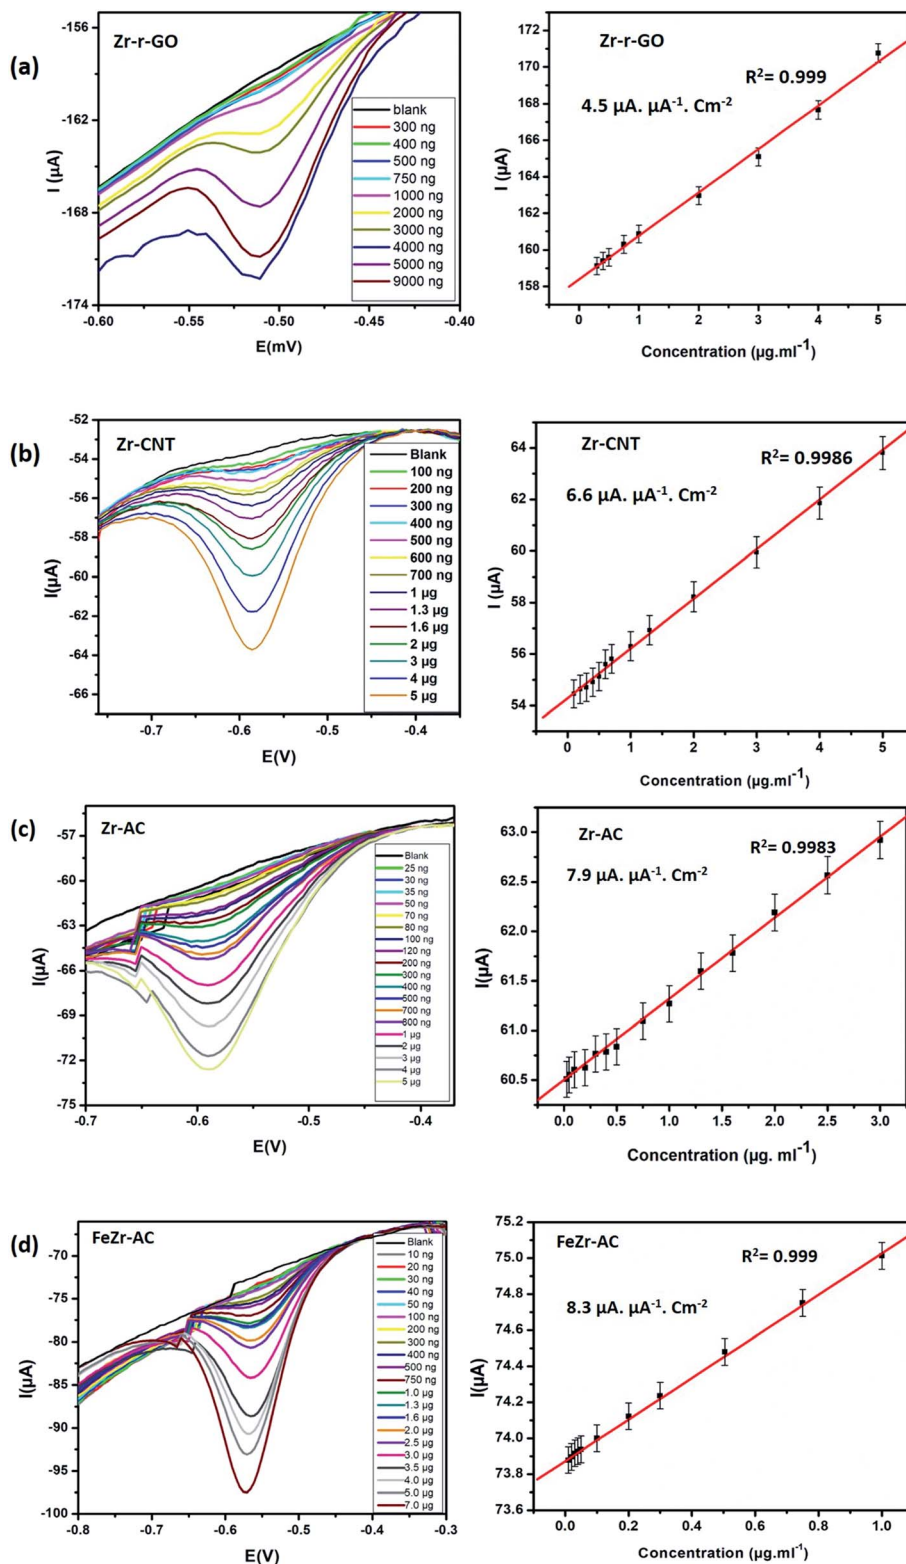 (a)
Zr-r-GO
-156
-162
-168
-174
I (µA)
-0.60 -0.55 -0.50 -0.45 -0.40
E(mV)
blank
300 ng
400 ng
500 ng
750 ng
1000 ng
2000 ng
3000 ng
4000 ng
5000 ng
9000 ng
Zr-r-GO
R²= 0.999
4.5 µA. µA⁻¹. Cm⁻²
172
170
168
166
164
162
160
158
I (µA)
0 1 2 3 4 5
Concentration (µg.ml⁻¹)
(b)
Zr-CNT
-52
-54
-56
-58
-60
-62
-64
-66
I(µA)
-0.7 -0.6 -0.5 -0.4
E(V)
Blank
100 ng
200 ng
300 ng
400 ng
500 ng
600 ng
700 ng
1 µg
1.3 µg
1.6 µg
2 µg
3 µg
4 µg
5 µg
Zr-CNT
R²= 0.9986
6.6 µA. µA⁻¹. Cm⁻²
64
62
60
58
56
54
I (µA)
0 1 2 3 4 5
Concentration (µg.ml⁻¹)
(c)
Zr-AC
-57
-60
-63
-66
-69
-72
-75
I(µA)
-0.7 -0.6 -0.5 -0.4
E(V)
Blank
25 ng
30 ng
35 ng
50 ng
70 ng
80 ng
100 ng
120 ng
200 ng
300 ng
400 ng
500 ng
700 ng
800 ng
1 µg
2 µg
3 µg
4 µg
5 µg
Zr-AC
R²= 0.9983
7.9 µA. µA⁻¹. Cm⁻²
63.0
62.5
62.0
61.5
61.0
60.5
I(µA)
0.0 0.5 1.0 1.5 2.0 2.5 3.0
Concentration (µg. ml⁻¹)
(d)
FeZr-AC
-70
-75
-80
-85
-90
-95
-100
I(µA)
-0.8 -0.7 -0.6 -0.5 -0.4 -0.3
E(V)
Blank
10 ng
20 ng
30 ng
40 ng
50 ng
100 ng
200 ng
300 ng
400 ng
500 ng
750 ng
1.0 µg
1.3 µg
1.6 µg
2.0 µg
2.5 µg
3.0 µg
3.5 µg
4.0 µg
5.0 µg
7.0 µg
FeZr-AC
R²= 0.999
8.3 µA. µA⁻¹. Cm⁻²
75.2
75.0
74.8
74.6
74.4
74.2
74.0
73.8
73.6
I(µA)
0.0 0.2 0.4 0.6 0.8 1.0
Concentration (µg.ml⁻¹)